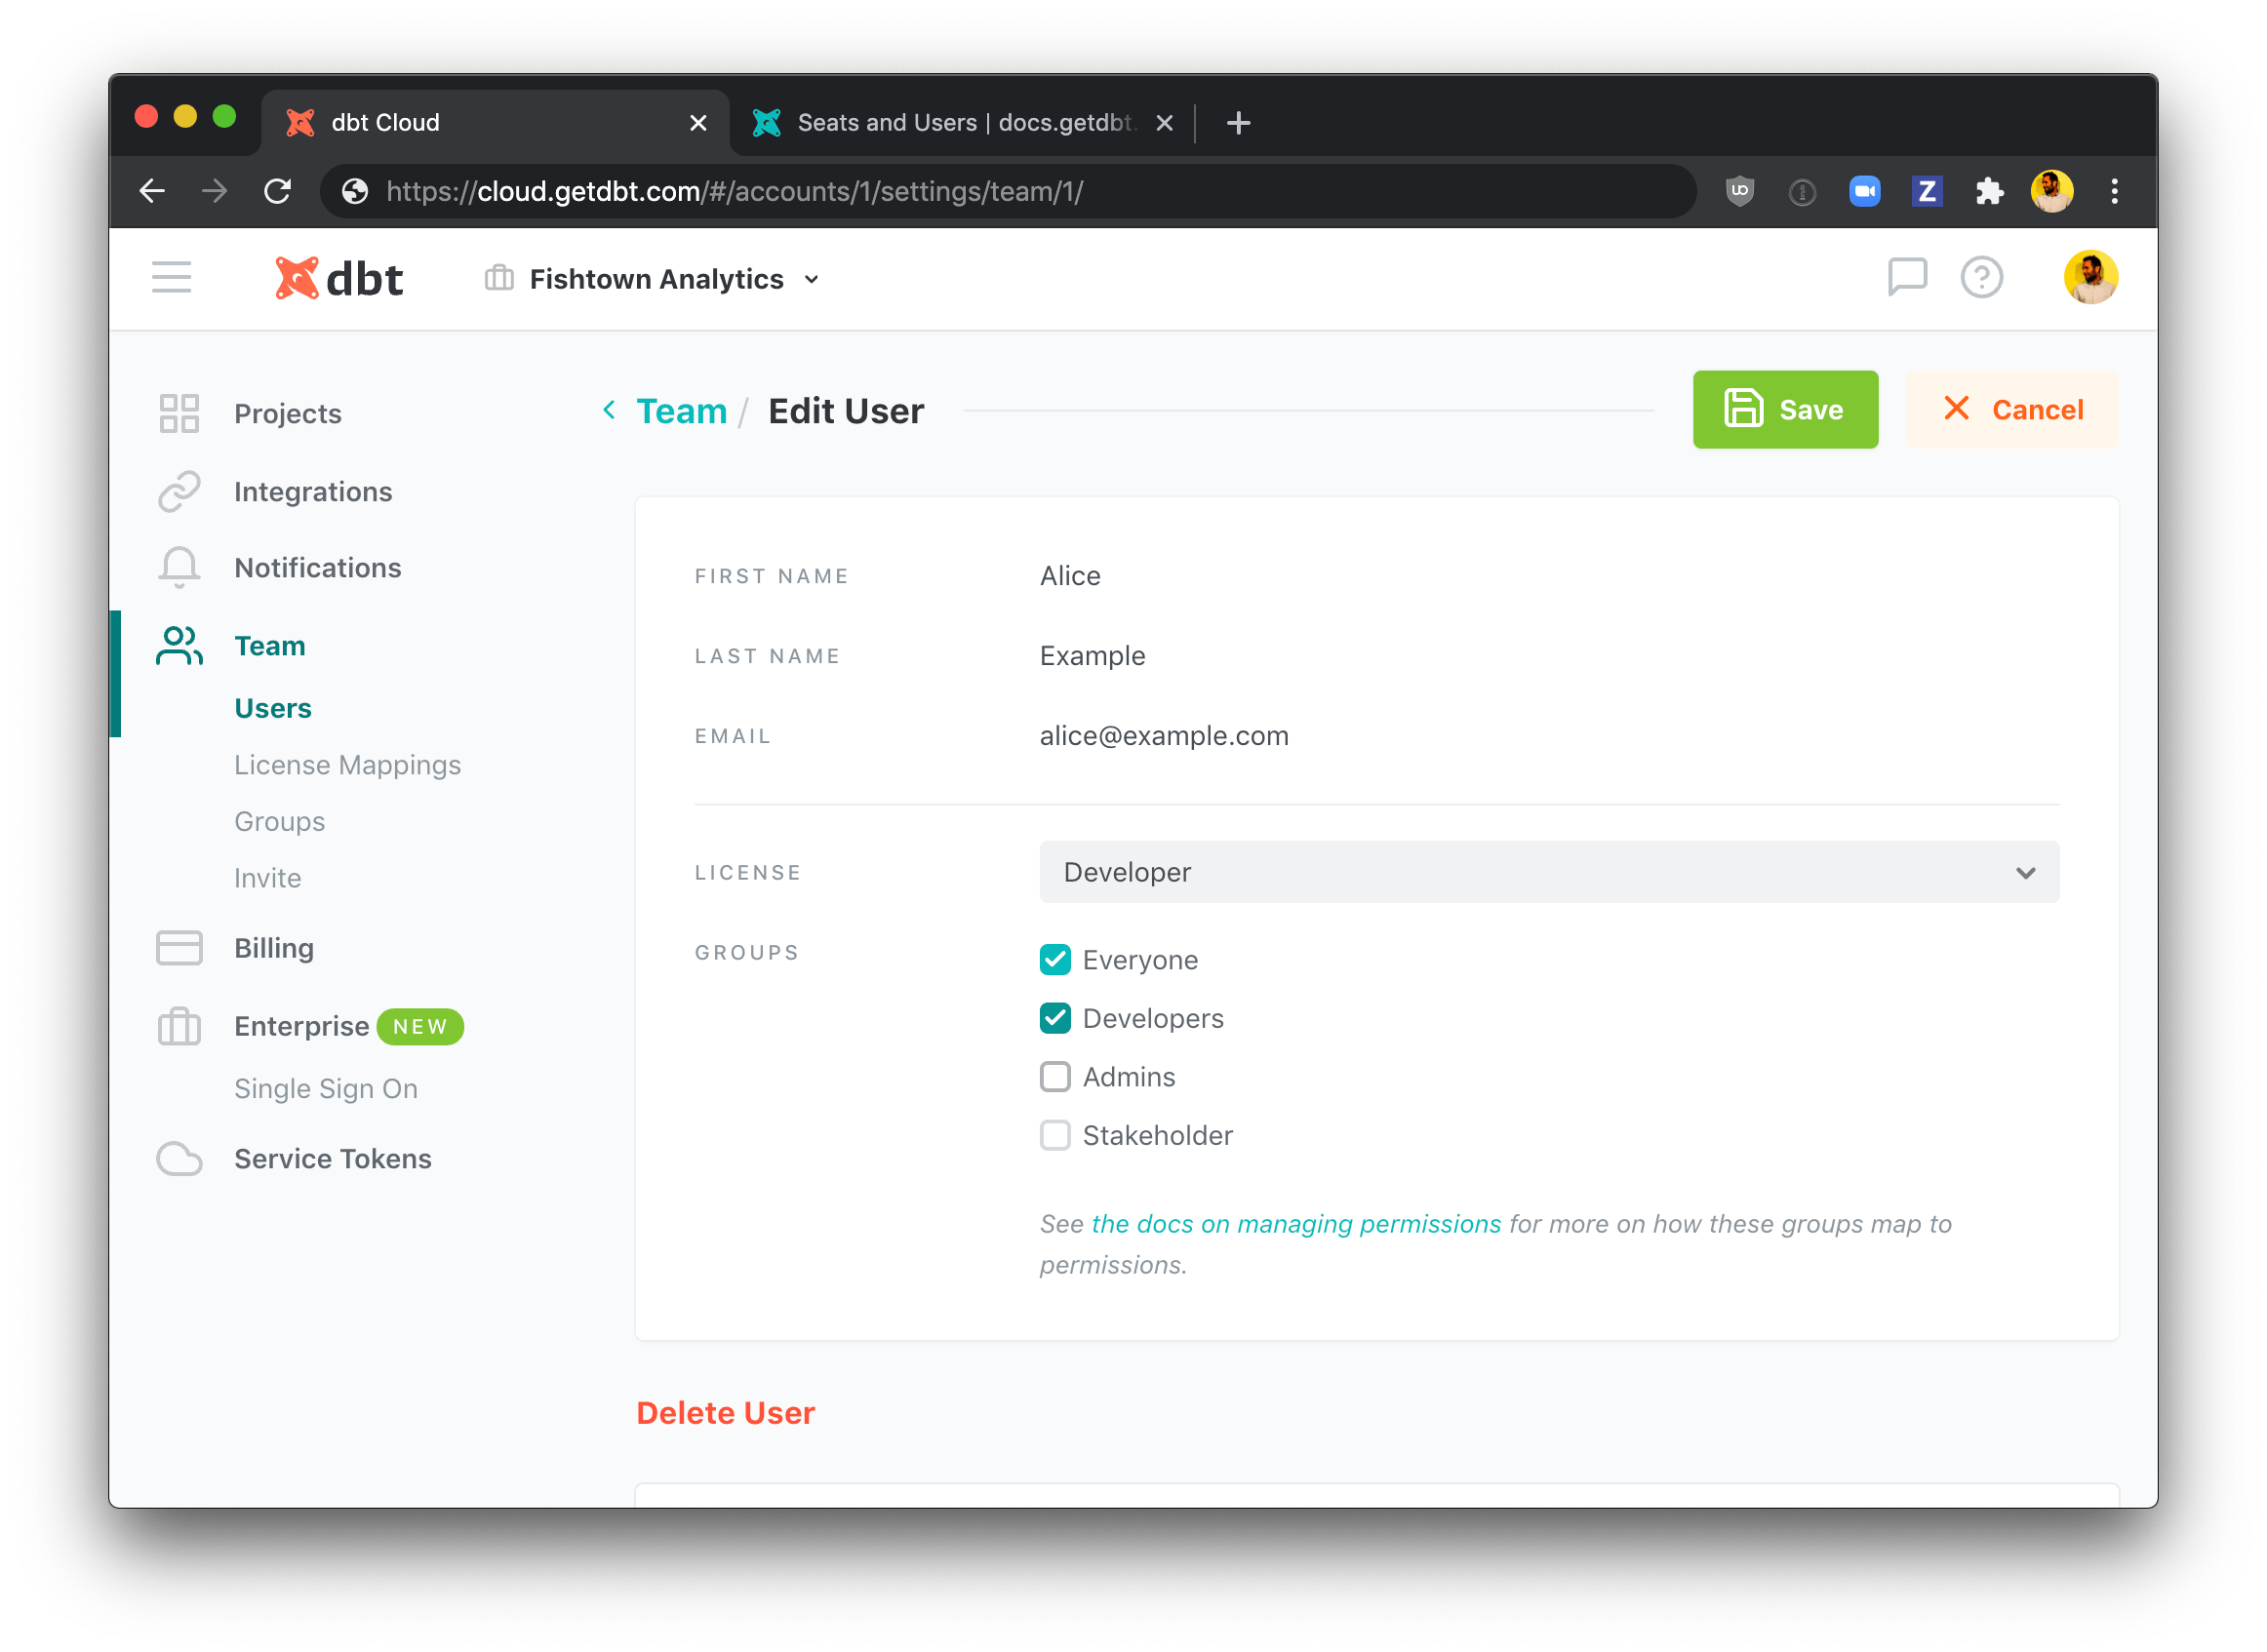 dbt Cloud
Seats and Users | docs.getdbt.
https://cloud.getdbt.com/#/accounts/1/settings/team/1/
UO
Z
dbt
Fishtown Analytics
Projects
Integrations
Notifications
Team
Users
License Mappings
Groups
Invite
Billing
Enterprise NEW
Single Sign On
Service Tokens
Team / Edit User
Save
Cancel
FIRST NAME Alice
LAST NAME Example
EMAIL alice@example.com
LICENSE Developer
GROUPS Everyone
Developers
Admins
Stakeholder
See the docs on managing permissions for more on how these groups map to
permissions.
Delete User